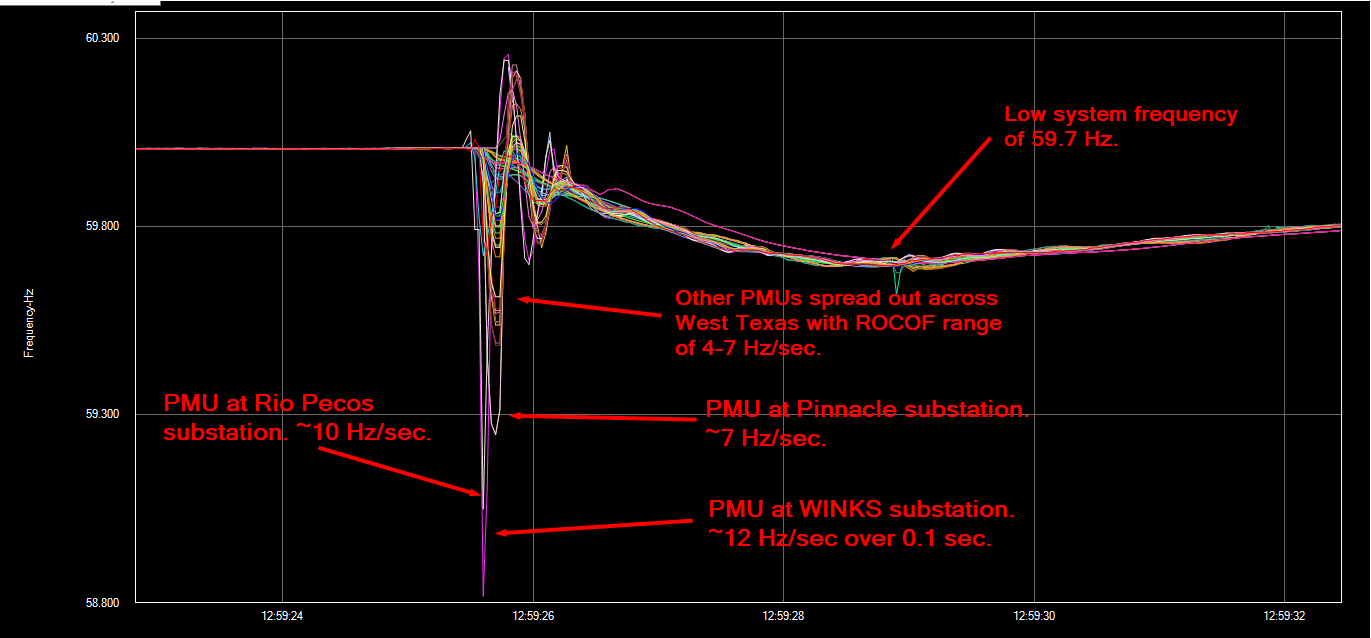 60.300
Low system frequency
of 59.7 Hz.
59.800
Other PMUs spread out across
West Texas with ROCOF range
of 4-7 Hz/sec.
Frequency-Hz
PMU at Rio Pecos
substation. ~10 Hz/sec.
59.300
PMU at Pinnacle substation.
~7 Hz/sec.
PMU at WINKS substation.
~12 Hz/sec over 0.1 sec.
58.800
12:59:24
12:59:26
12:59:28
12:59:30
12:59:32